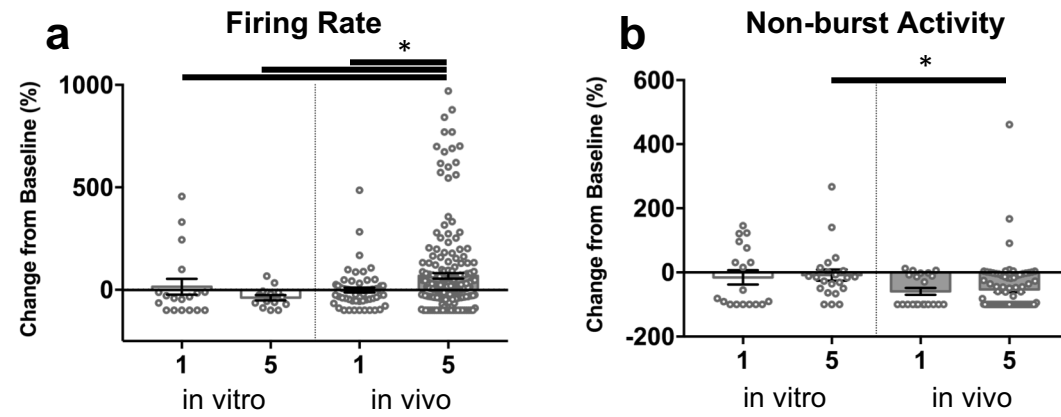 a
Firing Rate
*
Change from Baseline (%)
1000
500
0
1 5 1 5
in vitro in vivo
b
Non-burst Activity
*
Change from Baseline (%)
600
400
200
0
-200
1 5 1 5
in vitro in vivo